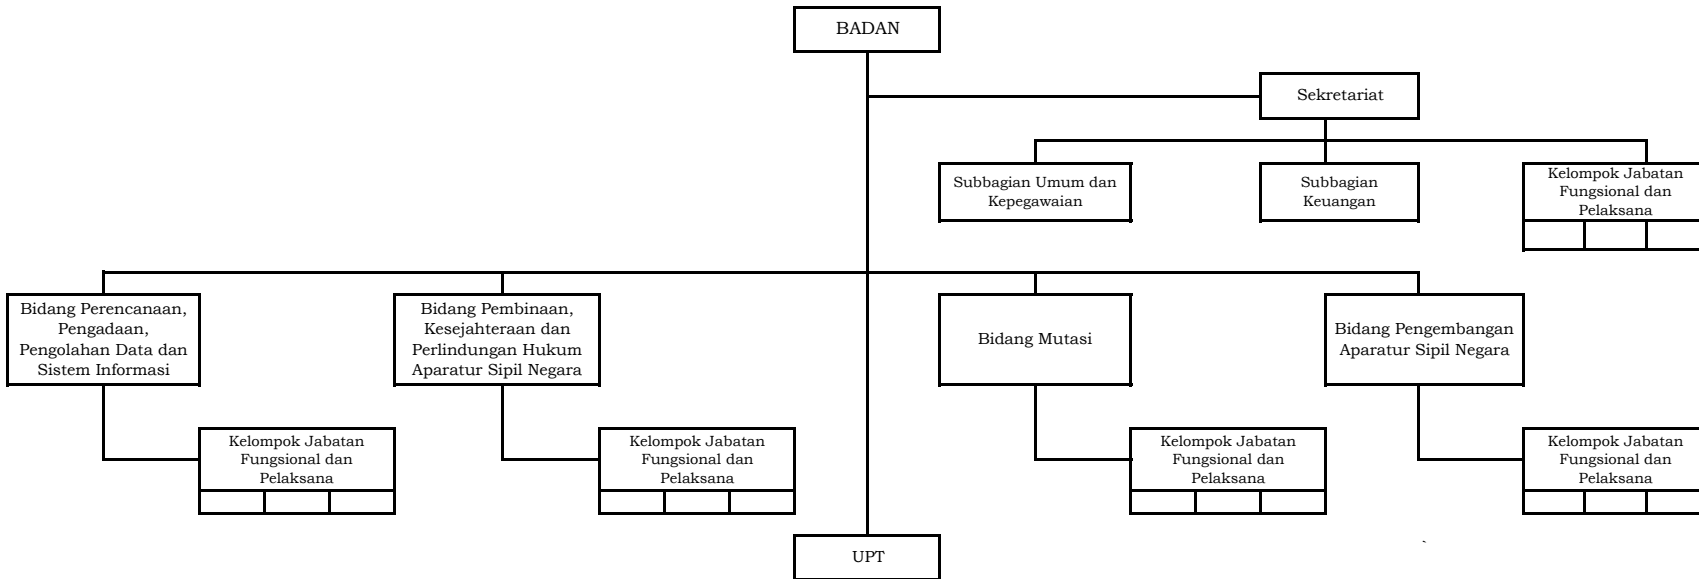 BADAN
Sekretariat
Subbagian Umum dan
Kepegawaian
Subbagian
Keuangan
Kelompok Jabatan
Fungsional dan
Pelaksana
Bidang Perencanaan,
Pengadaan,
Pengolahan Data dan
Sistem Informasi
Bidang Pembinaan,
Kesejahteraan dan
Perlindungan Hukum
Aparatur Sipil Negara
Bidang Mutasi
Bidang Pengembangan
Aparatur Sipil Negara
Kelompok Jabatan
Fungsional dan
Pelaksana
Kelompok Jabatan
Fungsional dan
Pelaksana
Kelompok Jabatan
Fungsional dan
Pelaksana
Kelompok Jabatan
Fungsional dan
Pelaksana
`
UPT